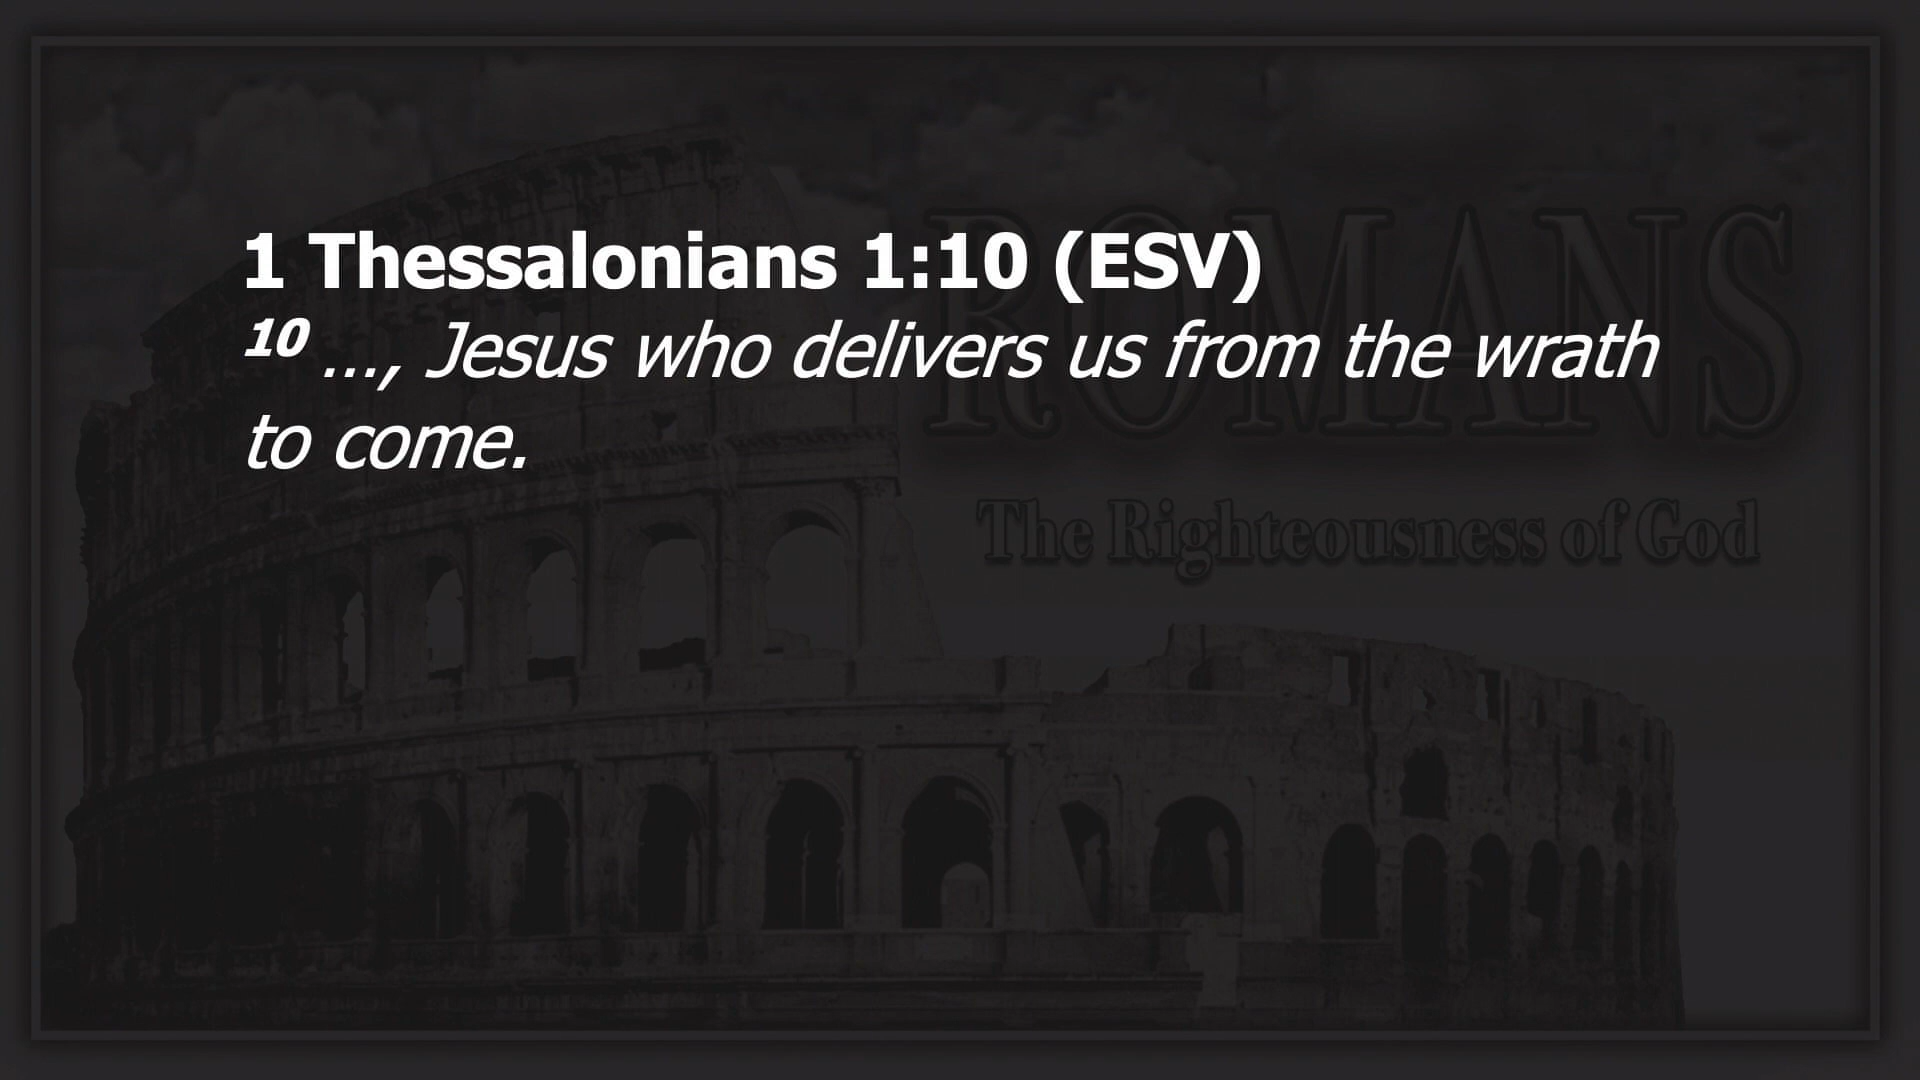 1 Thessalonians 1:10 (ESV)
10 …, Jesus who delivers us from the wrath
to come.
ROMANS
The Righteousness of God